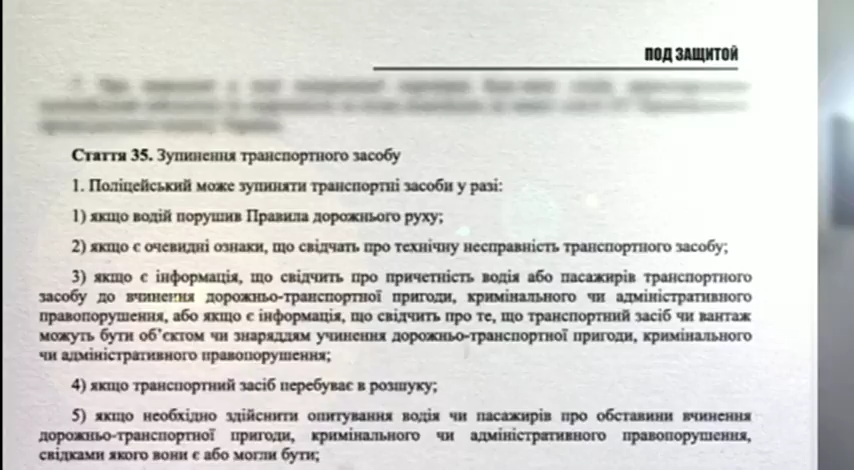 ПОД ЗАЩИТОЙ
Стаття 35. Зупинення транспортного засобу
1. Поліцейський може зупиняти транспортні засоби у разі:
1) якщо водій порушив Правила дорожнього руху;
2) якщо є очевидні ознаки, що свідчать про технічну несправність транспортного засобу;
3) якщо є інформація, що свідчить про причетність водія або пасажирів транспортного
засобу до вчинення дорожньо-транспортної пригоди, кримінального чи адміністративного
правопорушення, або якщо є інформація, що свідчить про те, що транспортний засіб чи вантаж
можуть бути об’єктом чи знаряддям учинення дорожньо-транспортної пригоди, кримінального
чи адміністративного правопорушення;
4) якщо транспортний засіб перебуває в розшуку;
5) якщо необхідно здійснити опитування водія чи пасажирів про обставини вчинення
дорожньо-транспортної пригоди, кримінального чи адміністративного правопорушення,
свідками якого вони є або могли бути;